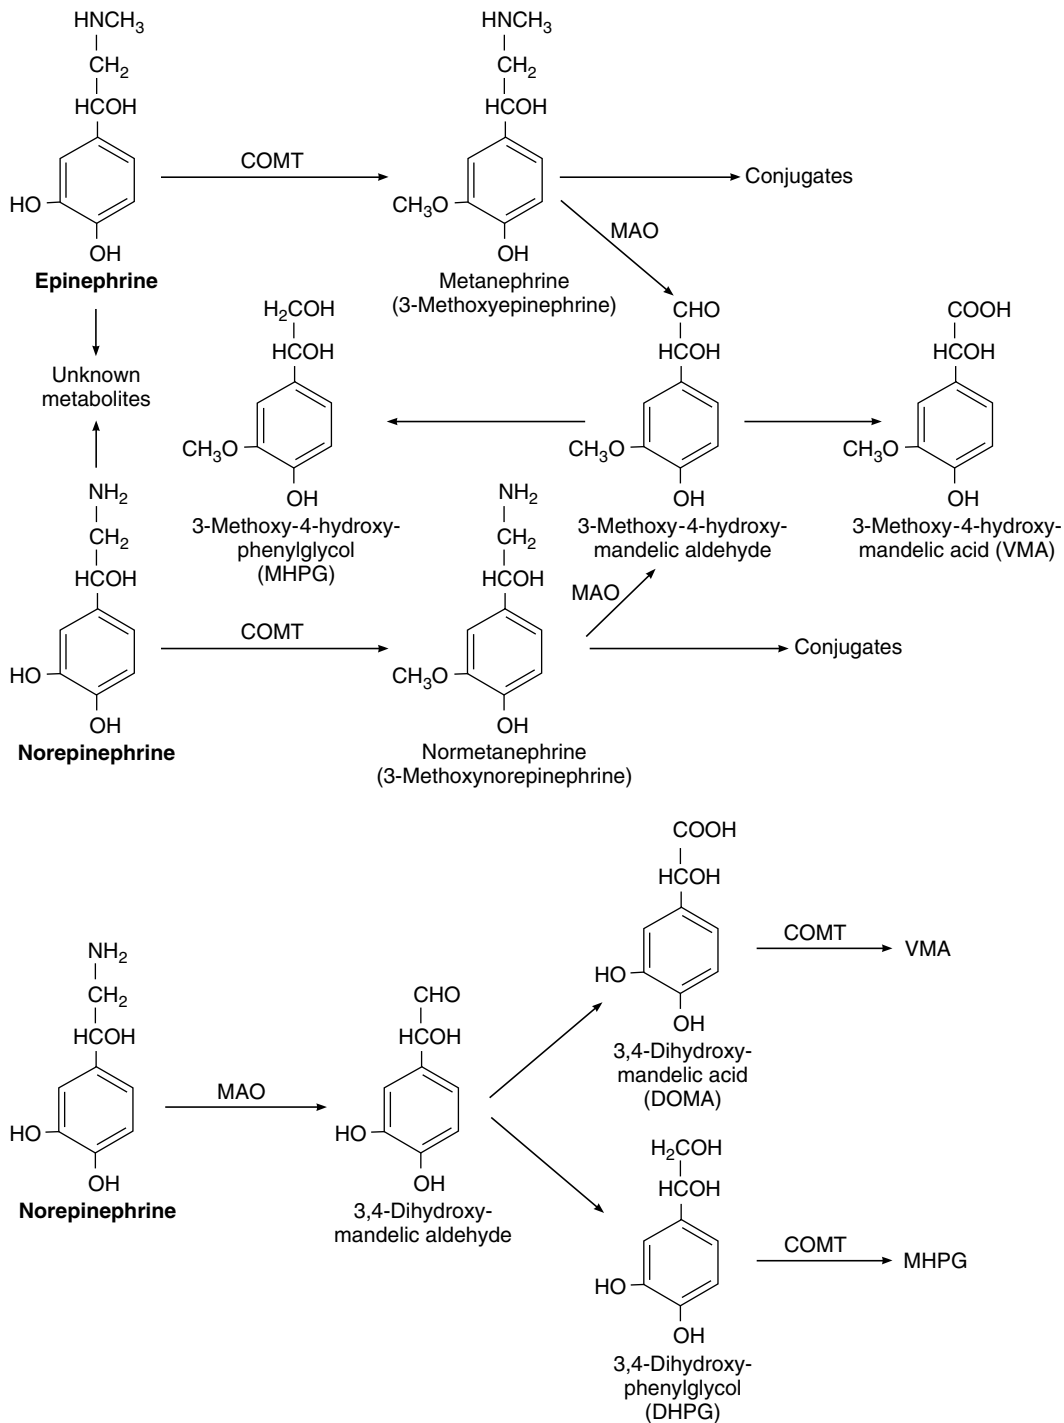 HNCH₃
CH₂
HCOH
HO
OH
Epinephrine
COMT
HNCH₃
CH₂
HCOH
CH₃O
OH
Metanephrine
(3-Methoxyepinephrine)
Conjugates
MAO
Unknown
metabolites
H₂COH
HCOH
CH₃O
OH
3-Methoxy-4-hydroxy-
phenylglycol
(MHPG)
CHO
HCOH
CH₃O
OH
3-Methoxy-4-hydroxy-
mandelic aldehyde
COOH
HCOH
CH₃O
OH
3-Methoxy-4-hydroxy-
mandelic acid (VMA)
NH₂
CH₂
HCOH
HO
OH
Norepinephrine
COMT
NH₂
CH₂
HCOH
CH₃O
OH
Normetanephrine
(3-Methoxynorepinephrine)
MAO
Conjugates
NH₂
CH₂
HCOH
HO
OH
Norepinephrine
MAO
CHO
HCOH
HO
OH
3,4-Dihydroxy-
mandelic aldehyde
COOH
HCOH
HO
OH
3,4-Dihydroxy-
mandelic acid
(DOMA)
COMT
VMA
H₂COH
HCOH
HO
OH
3,4-Dihydroxy-
phenylglycol
(DHPG)
COMT
MHPG